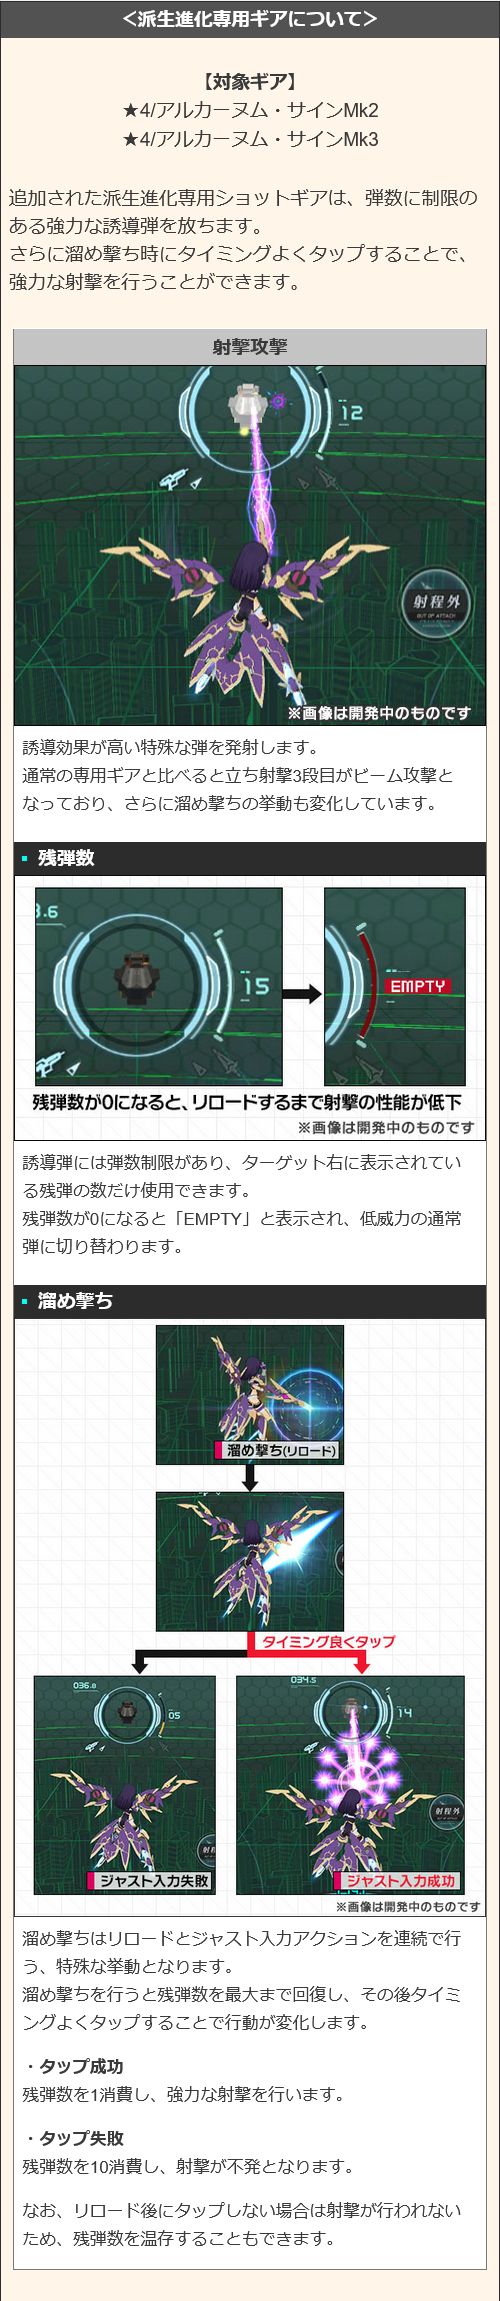 ＜派生進化専用ギアについて＞
【対象ギア】
★4/アルカーヌム・サインMk2
★4/アルカーヌム・サインMk3
追加された派生進化専用ショットギアは、弾数に制限の
ある強力な誘導弾を放ちます。
さらに溜め撃ち時にタイミングよくタップすることで、
強力な射撃を行うことができます。
射撃攻撃
12
射程外
OUT OF ATTACK
※画像は開発中のものです
誘導効果が高い特殊な弾を発射します。
通常の専用ギアと比べると立ち射撃3段目がビーム攻撃と
なっており、さらに溜め撃ちの挙動も変化しています。
残弾数
3.6
15
EMPTY
残弾数が0になると、リロードするまで射撃の性能が低下
※画像は開発中のものです
誘導弾には弾数制限があり、ターゲット右に表示されてい
る残弾の数だけ使用できます。
残弾数が0になると「EMPTY」と表示され、低威力の通常
弾に切り替わります。
溜め撃ち
溜め撃ち(リロード)
タイミング良くタップ
036.8
05
射程外
ジャスト入力失敗
034.5
14
射程外
ジャスト入力成功
※画像は開発中のものです
溜め撃ちはリロードとジャスト入力アクションを連続で行
う、特殊な挙動となります。
溜め撃ちを行うと残弾数を最大まで回復し、その後タイミ
ングよくタップすることで行動が変化します。
・タップ成功
残弾数を1消費し、強力な射撃を行います。
・タップ失敗
残弾数を10消費し、射撃が不発となります。
なお、リロード後にタップしない場合は射撃が行われない
ため、残弾数を温存することもできます。